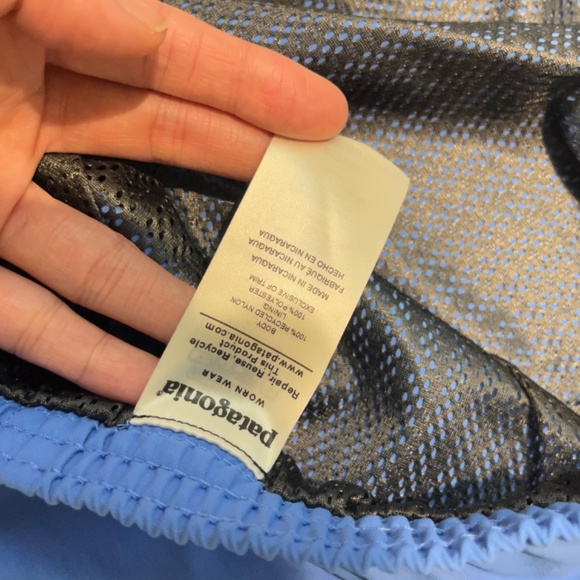 patagonia®
WORN WEAR
Repair, Reuse, Recycle
This Product
www.patagonia.com
BODY
100% RECYCLED NYLON
LINING:
100% POLYESTER
EXCLUSIVE OF TRIM
MADE IN NICARAGUA
FABRIQUÉ AU NICARAGUA
HECHO EN NICARAGUA